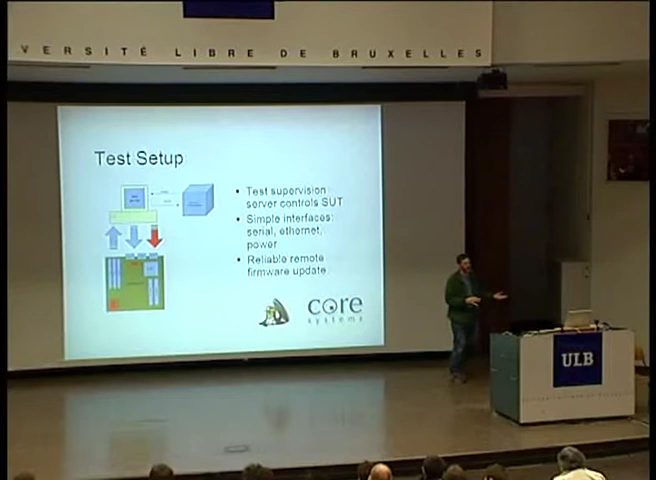 VERSITÉ LIBRE DE BRUXELLES
Test Setup
• Test supervision
server controls SUT
• Simple interfaces:
serial, ethernet,
power
• Reliable remote
firmware update
core
systems
ULB